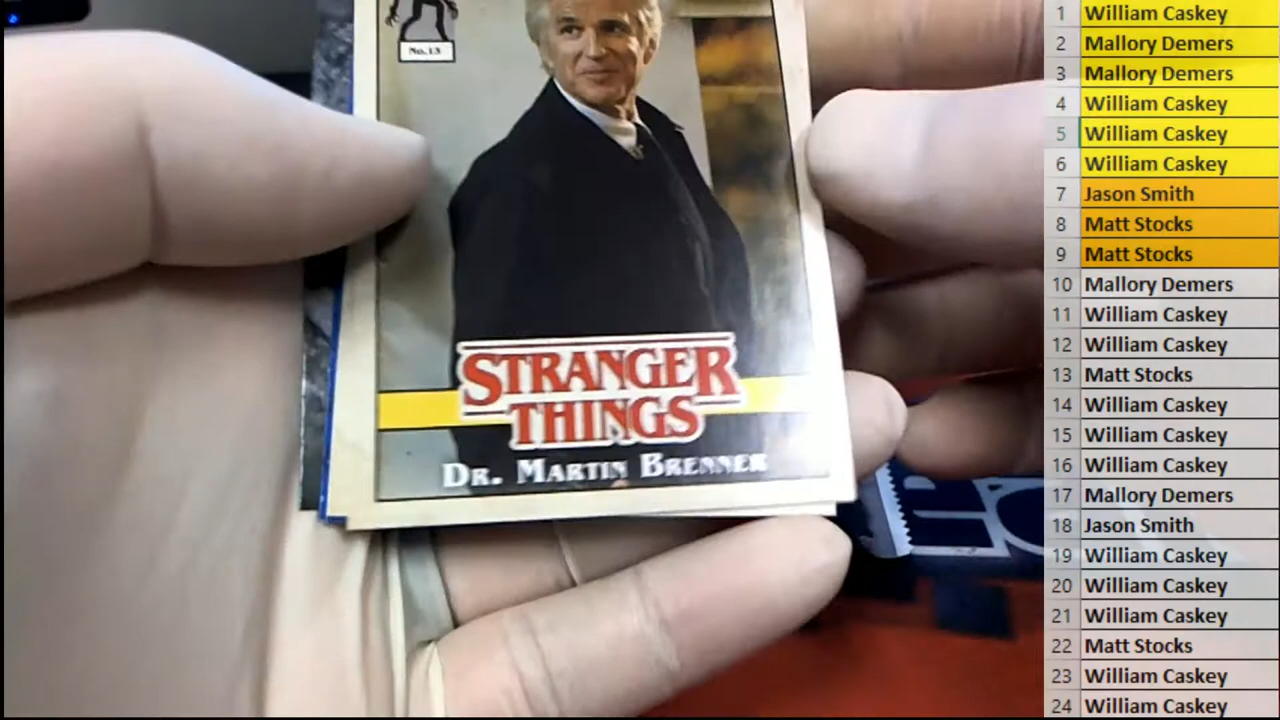 No.13
STRANGER
THINGS
DR. MARTIN BRENNER
1 William Caskey
2 Mallory Demers
3 Mallory Demers
4 William Caskey
5 William Caskey
6 William Caskey
7 Jason Smith
8 Matt Stocks
9 Matt Stocks
10 Mallory Demers
11 William Caskey
12 William Caskey
13 Matt Stocks
14 William Caskey
15 William Caskey
16 William Caskey
17 Mallory Demers
18 Jason Smith
19 William Caskey
20 William Caskey
21 William Caskey
22 Matt Stocks
23 William Caskey
24 William Caskey